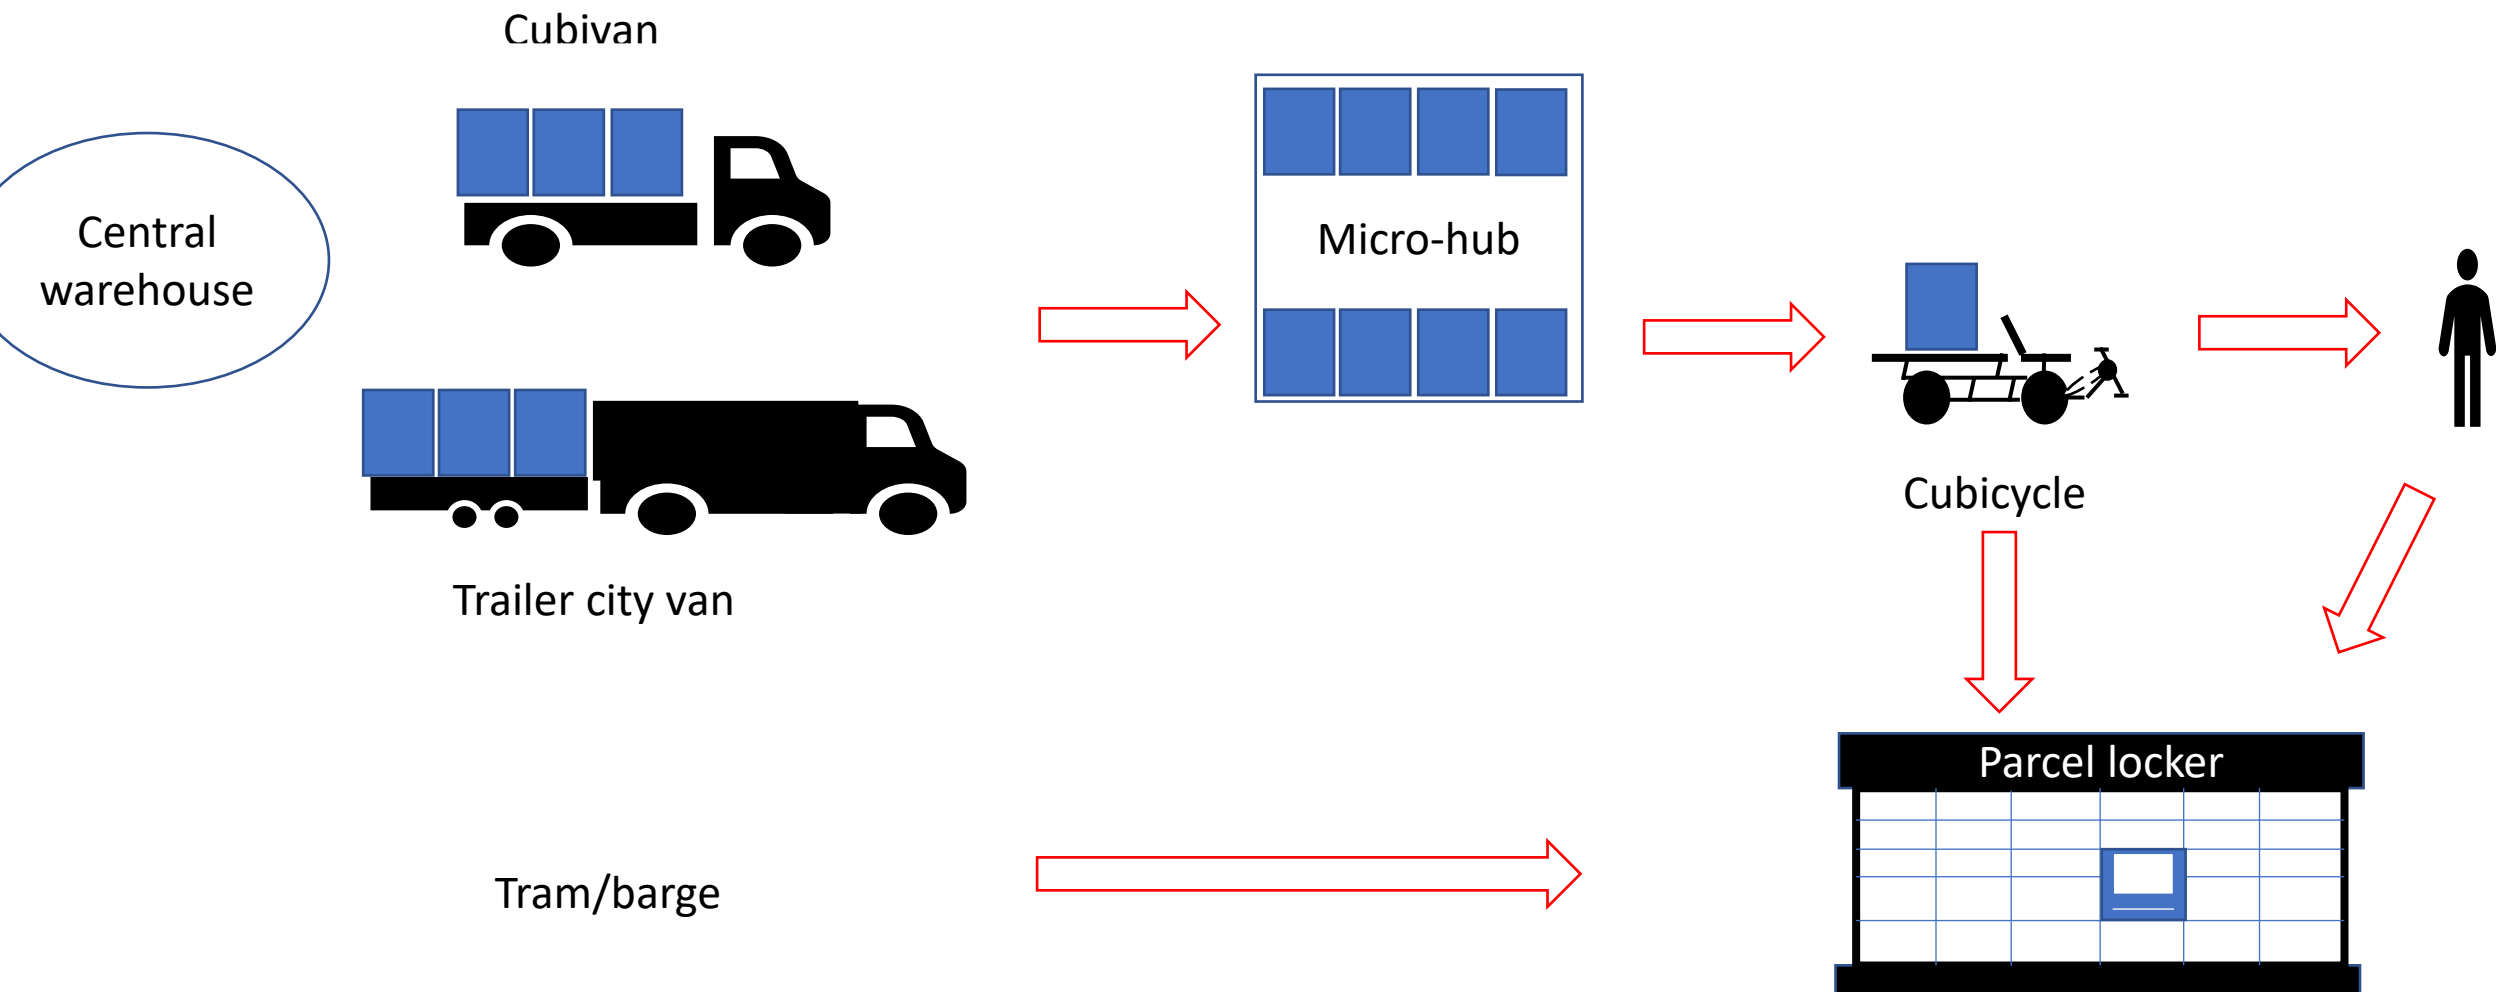 Cubivan
Central
warehouse
Micro-hub
Cubicycle
Trailer city van
Parcel locker
Tram/barge